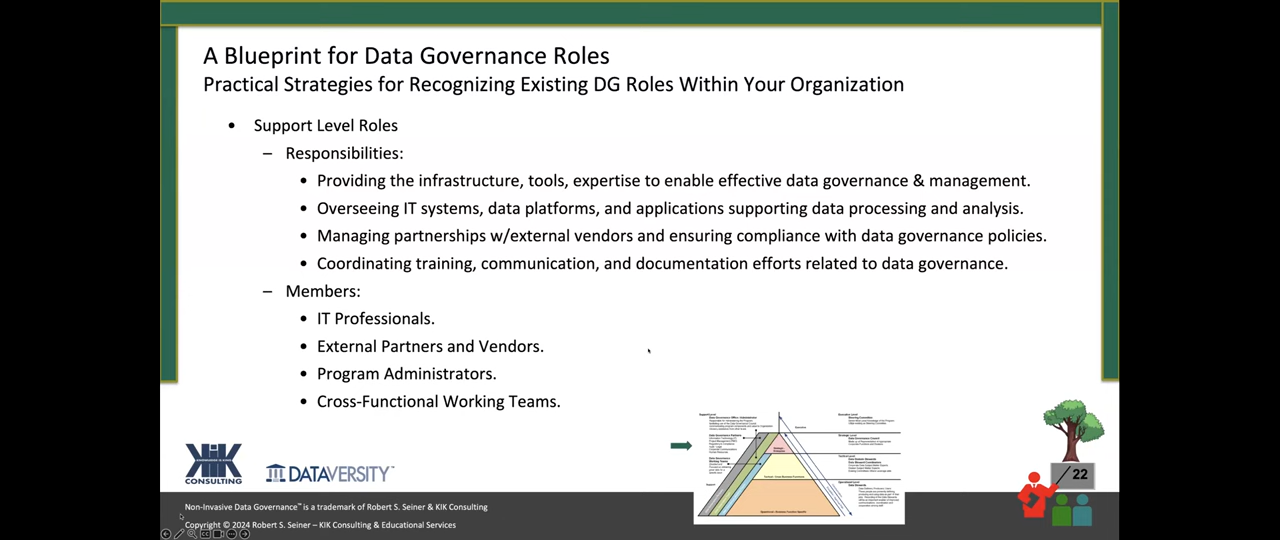 A Blueprint for Data Governance Roles
Practical Strategies for Recognizing Existing DG Roles Within Your Organization
• Support Level Roles
– Responsibilities:
• Providing the infrastructure, tools, expertise to enable effective data governance & management.
• Overseeing IT systems, data platforms, and applications supporting data processing and analysis.
• Managing partnerships w/external vendors and ensuring compliance with data governance policies.
• Coordinating training, communication, and documentation efforts related to data governance.
– Members:
• IT Professionals.
• External Partners and Vendors.
• Program Administrators.
• Cross-Functional Working Teams.
KIK
CONSULTING
DATAVERSITY™
/ 22
Non-Invasive Data Governance™ is a trademark of Robert S. Seiner & KIK Consulting
Copyright © 2024 Robert S. Seiner – KIK Consulting & Educational Services